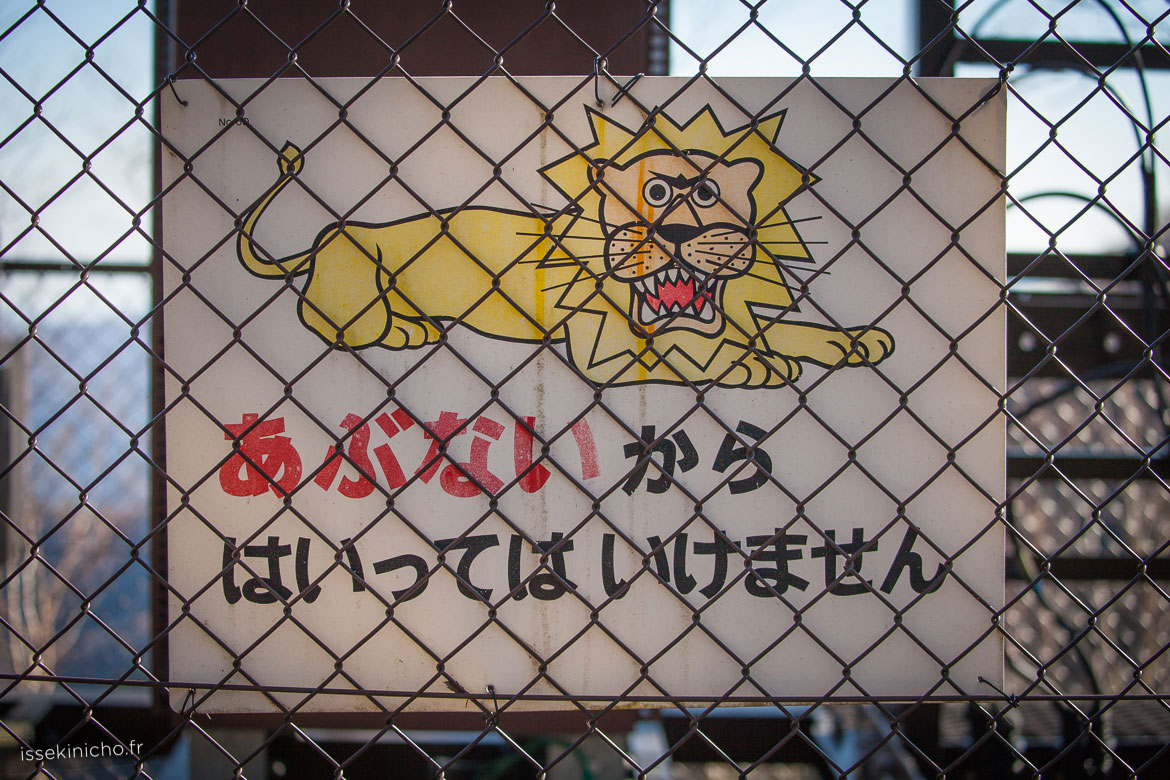 あぶない から
はいっては いけません
issekinicho.fr